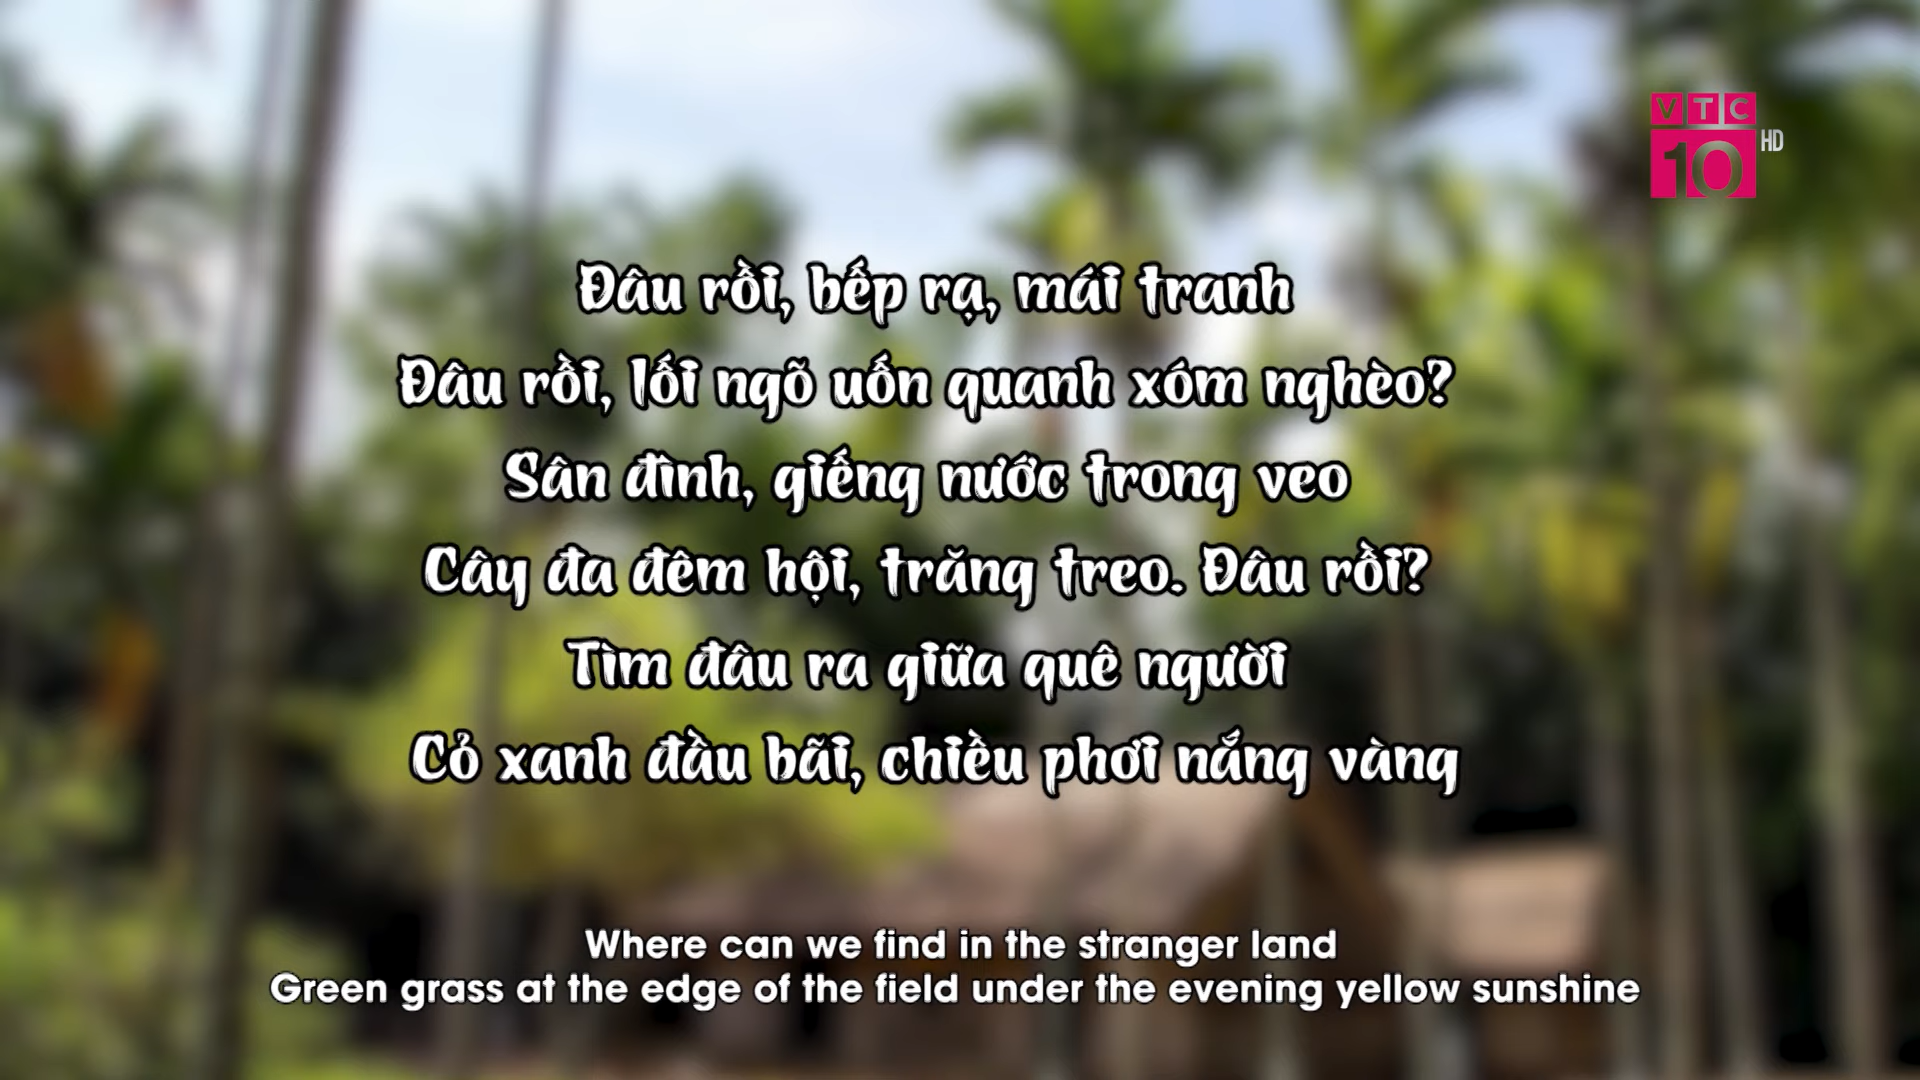 VTC
10 HD
Đâu rồi, bếp rạ, mái tranh
Đâu rồi, lối ngõ uốn quanh xóm nghèo?
Sân đình, giếng nước trong veo
Cây đa đêm hội, trăng treo. Đâu rồi?
Tìm đâu ra giữa quê người
Cỏ xanh đầu bãi, chiều phơi nắng vàng
Where can we find in the stranger land
Green grass at the edge of the field under the evening yellow sunshine